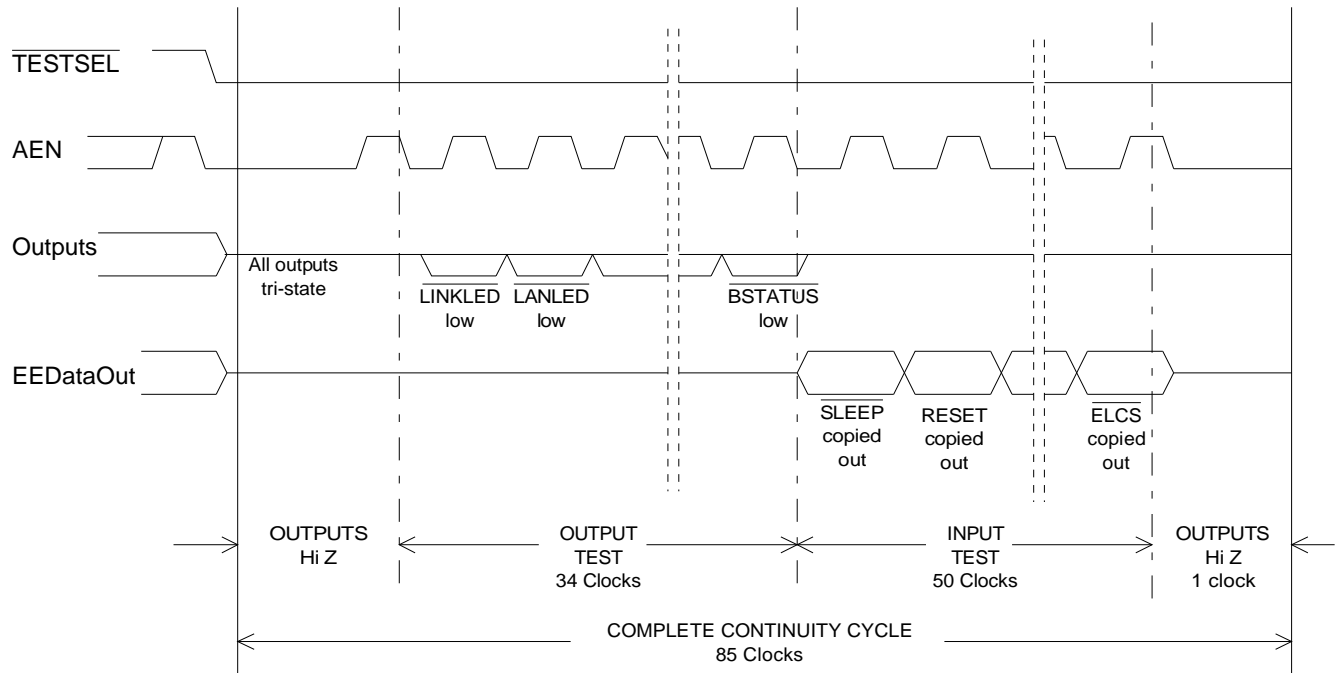 TESTSEL
AEN
Outputs
All outputs
tri-state
LINKLED
low
LANLED
low
BSTATUS
low
EEDataOut
SLEEP
copied
out
RESET
copied
out
ELCS
copied
out
OUTPUTS
Hi Z
OUTPUT
TEST
34 Clocks
INPUT
TEST
50 Clocks
OUTPUTS
Hi Z
1 clock
COMPLETE CONTINUITY CYCLE
85 Clocks